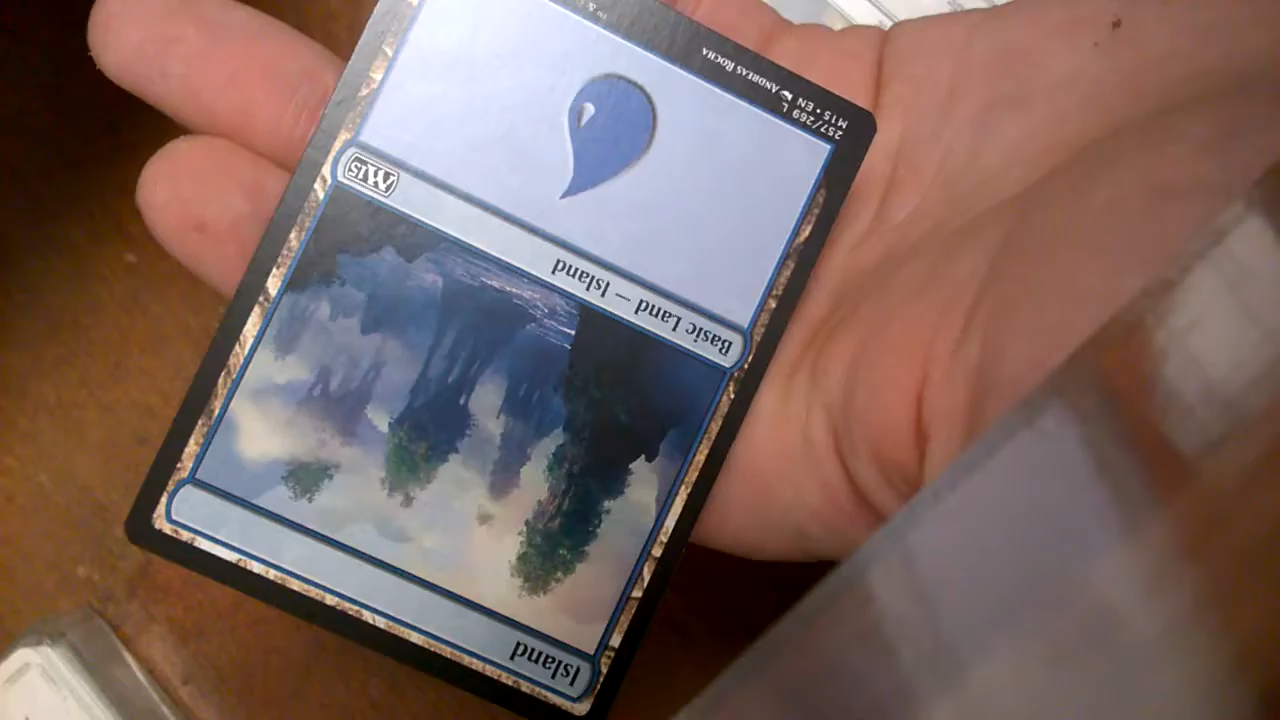 Island
Basic Land — Island
M15
257/269 L
M15 • EN ANDREAS ROCHA